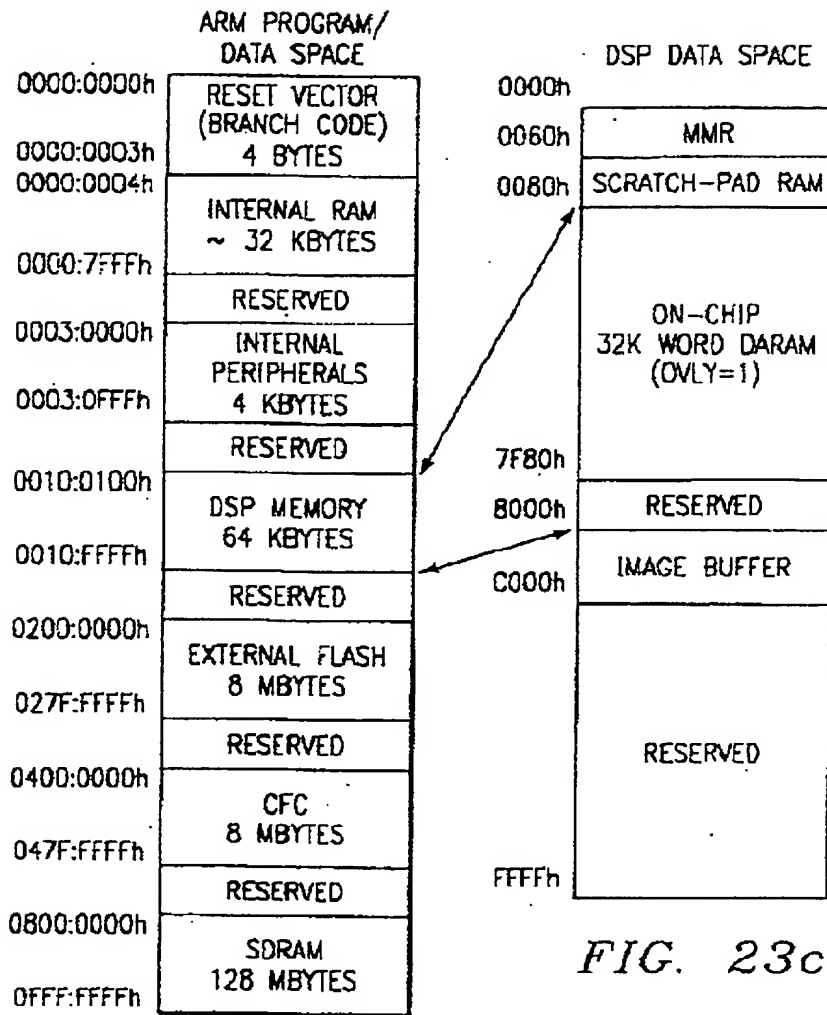 ARM PROGRAM/
DATA SPACE
0000:0000h
RESET VECTOR
(BRANCH CODE)
4 BYTES
0000:0003h
0000:0004h
INTERNAL RAM
~ 32 KBYTES
0000:7FFFh
RESERVED
0003:0000h
INTERNAL
PERIPHERALS
4 KBYTES
0003:0FFFh
RESERVED
0010:0100h
DSP MEMORY
64 KBYTES
0010:FFFFh
RESERVED
0200:0000h
EXTERNAL FLASH
8 MBYTES
027F:FFFFh
RESERVED
0400:0000h
CFC
8 MBYTES
047F:FFFFh
RESERVED
0800:0000h
SDRAM
128 MBYTES
0FFF:FFFFh
DSP DATA SPACE
0000h
0060h
MMR
0080h
SCRATCH-PAD RAM
ON-CHIP
32K WORD DARAM
(OVLY=1)
7F80h
8000h
RESERVED
IMAGE BUFFER
C000h
RESERVED
FFFFh
FIG. 23c